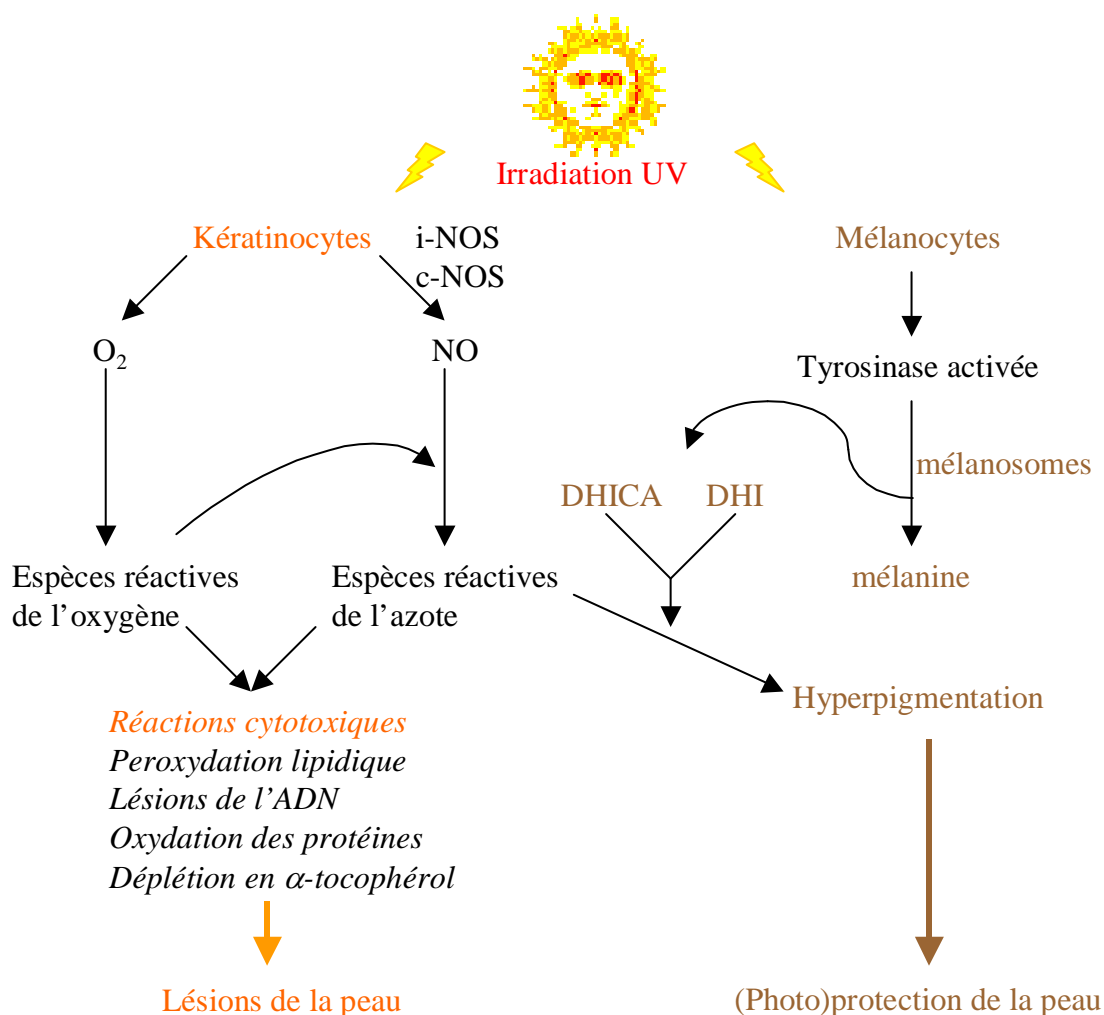 Irradiation UV
Kératinocytes
i-NOS
c-NOS
Mélanocytes
O₂
NO
Tyrosinase activée
mélanosomes
DHICA
DHI
Espèces réactives
de l'oxygène
Espèces réactives
de l'azote
mélanine
Hyperpigmentation
Réactions cytotoxiques
Peroxydation lipidique
Lésions de l'ADN
Oxydation des protéines
Déplétion en α-tocophérol
Lésions de la peau
(Photo)protection de la peau